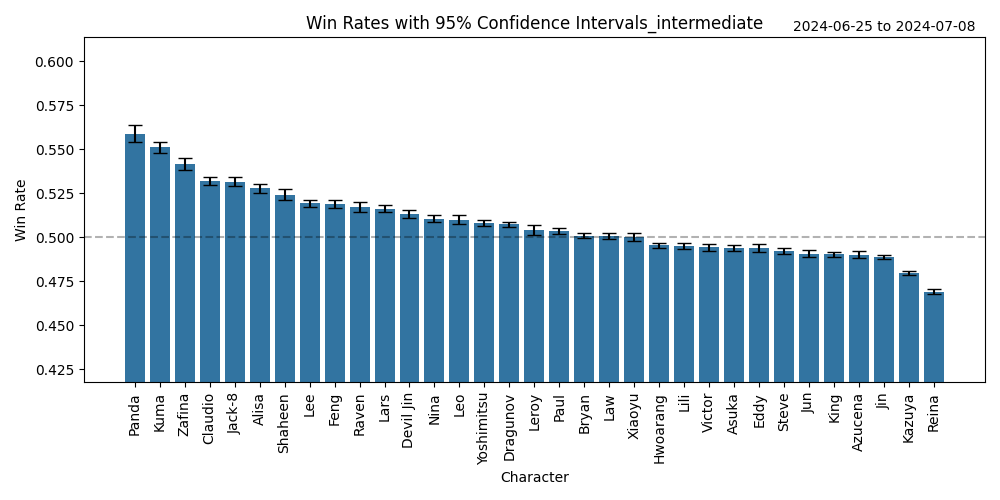 Win Rates with 95% Confidence Intervals_intermediate
2024-06-25 to 2024-07-08
Win Rate
0.600
0.575
0.550
0.525
0.500
0.475
0.450
0.425
Panda
Kuma
Zafina
Claudio
Jack-8
Alisa
Shaheen
Lee
Feng
Raven
Lars
Devil Jin
Nina
Leo
Yoshimitsu
Dragunov
Leroy
Paul
Bryan
Law
Xiaoyu
Hwoarang
Lili
Victor
Asuka
Eddy
Steve
Jun
King
Azucena
Jin
Kazuya
Reina
Character